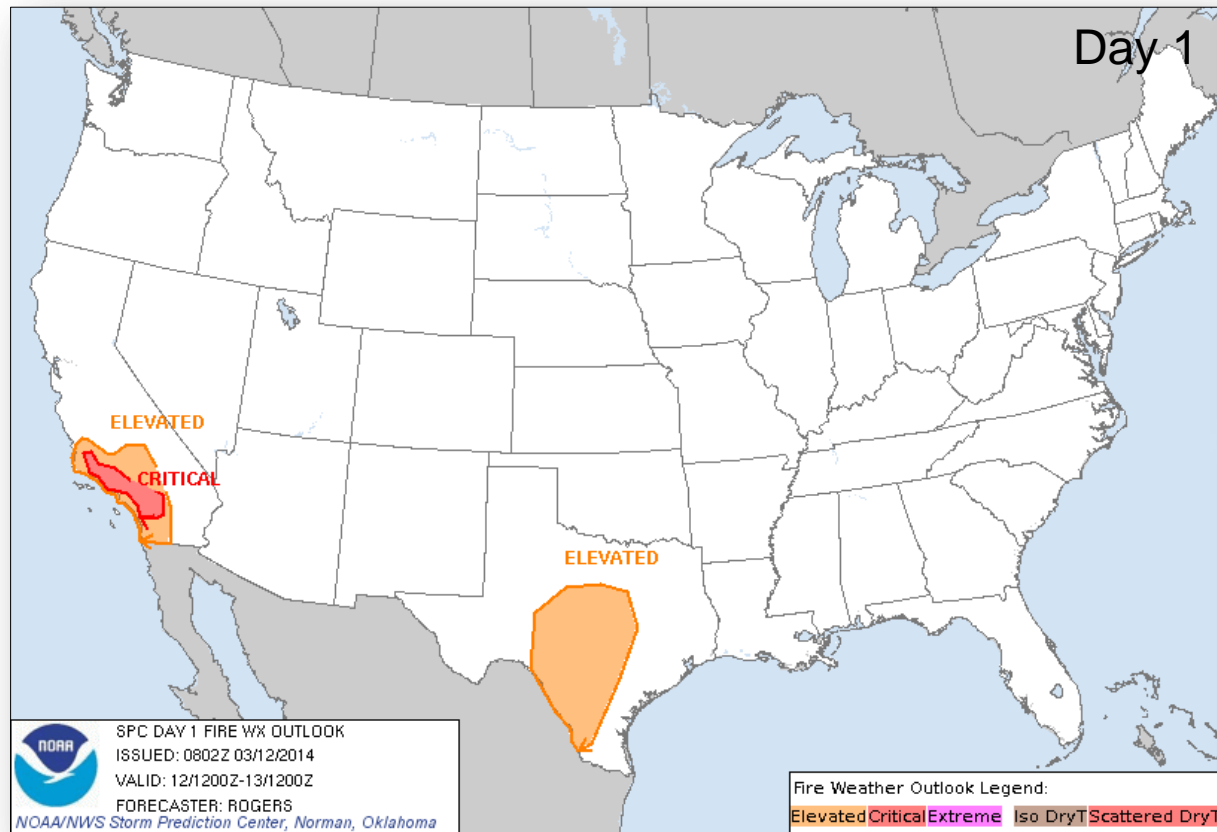 Day 1
ELEVATED
CRITICAL
ELEVATED
NOAA
SPC DAY 1 FIRE WX OUTLOOK
ISSUED: 0802Z 03/12/2014
VALID: 12/1200Z-13/1200Z
FORECASTER: ROGERS
NOAA/NWS Storm Prediction Center, Norman, Oklahoma
Fire Weather Outlook Legend:
Elevated Critical Extreme Iso DryT Scattered DryT